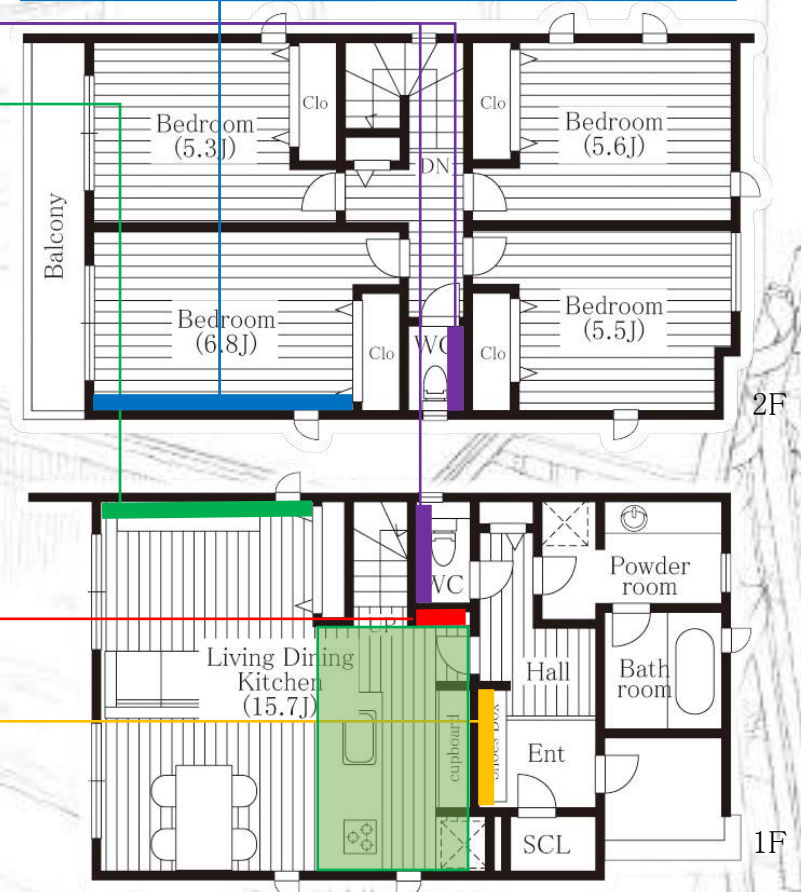 Clo
Clo
Bedroom
(5.3J)
Bedroom
(5.6J)
DN
Balcony
Bedroom
(6.8J)
Bedroom
(5.5J)
WC
Clo
Clo
2F
WC
Powder
room
UP
Living Dining
Kitchen
(15.7J)
Hall
Bath
room
cupboard
Shoes Box
Ent
SCL
1F